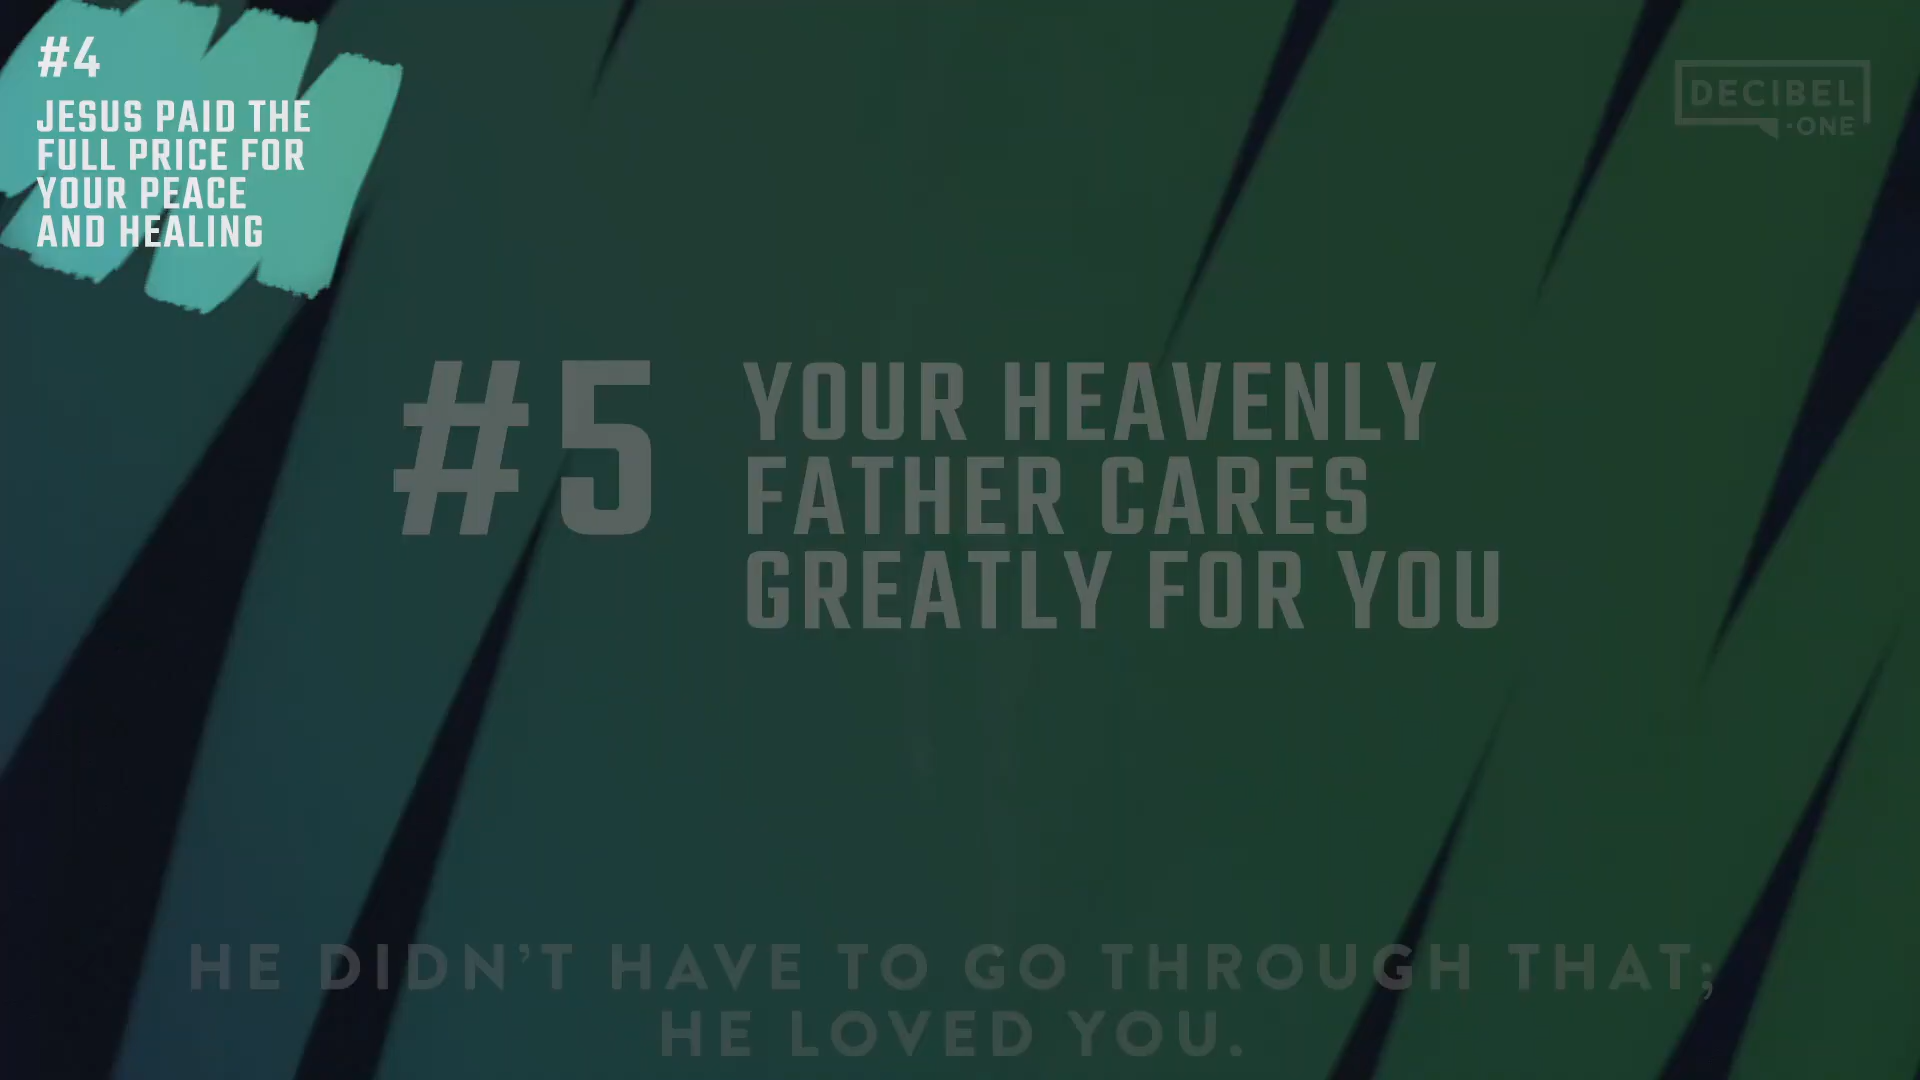 #4
JESUS PAID THE
FULL PRICE FOR
YOUR PEACE
AND HEALING
DECIBEL
·ONE
#5
YOUR HEAVENLY
FATHER CARES
GREATLY FOR YOU
HE DIDN’T HAVE TO GO THROUGH THAT;
HE LOVED YOU.